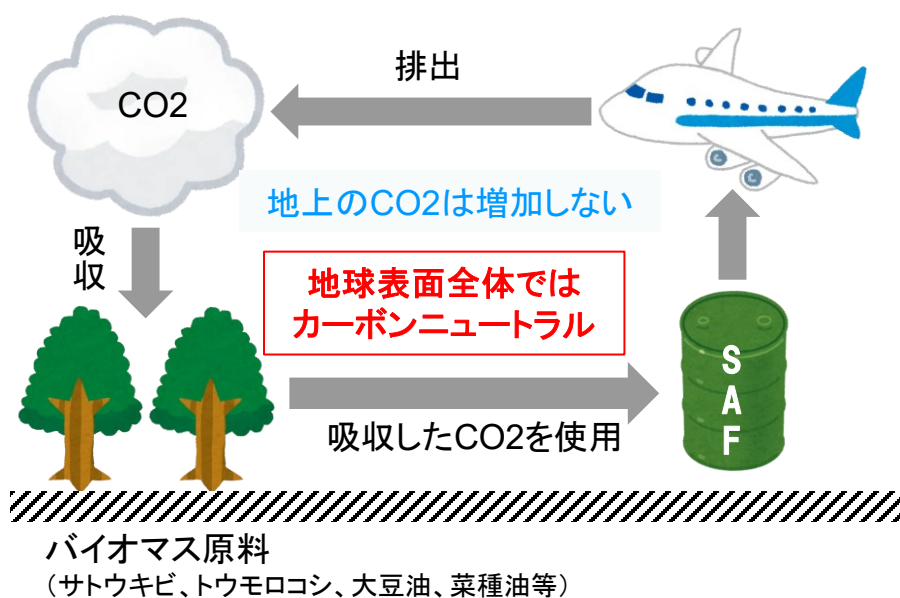 排出
CO2
地上のCO2は増加しない
吸収
地球表面全体では
カーボンニュートラル
SAF
吸収したCO2を使用
バイオマス原料
（サトウキビ、トウモロコシ、大豆油、菜種油等）